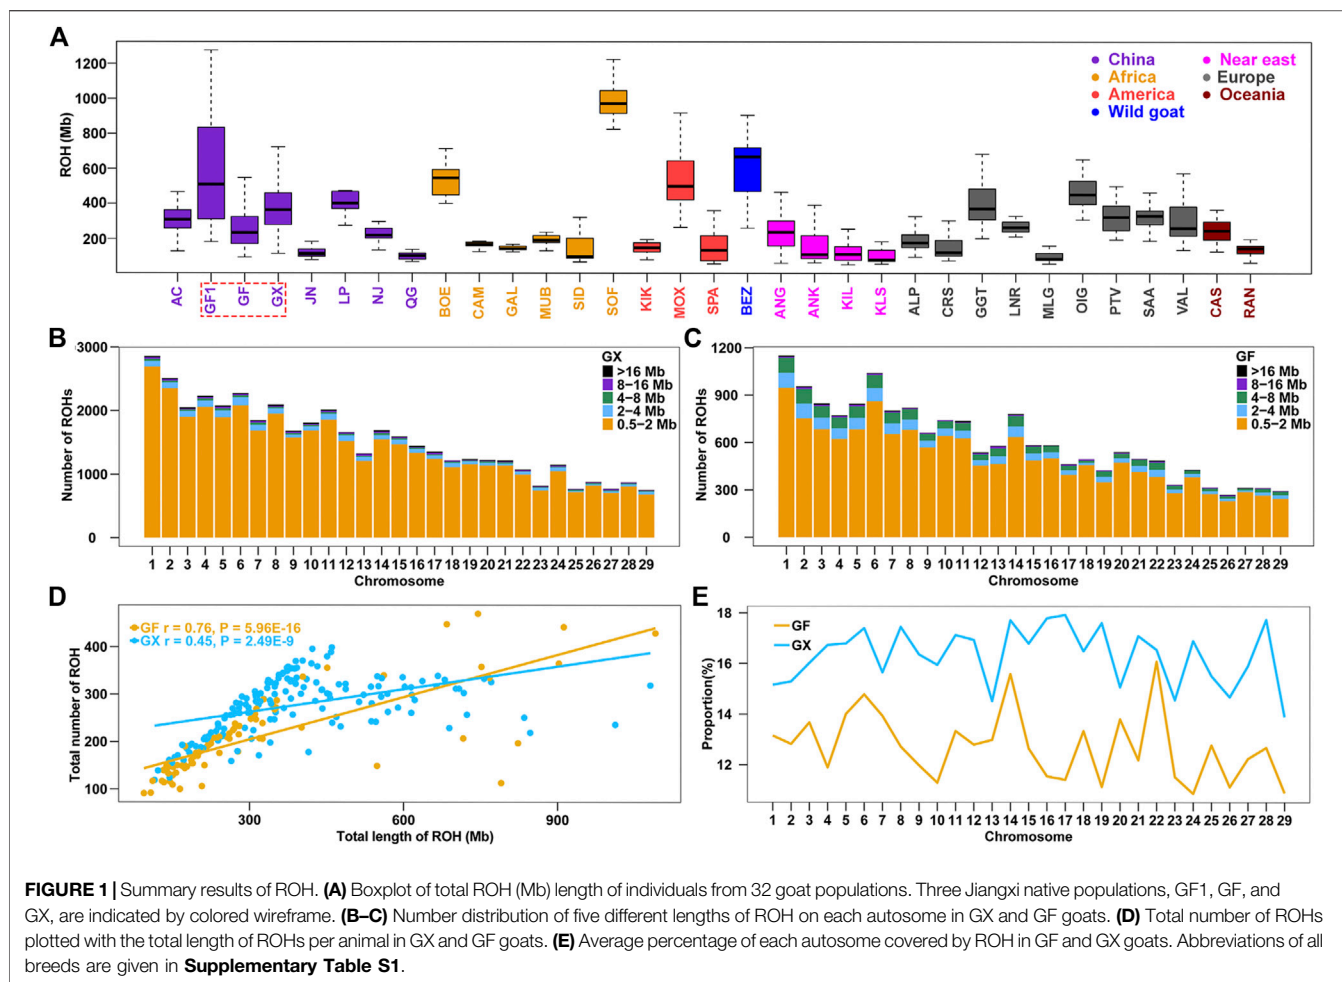 A
ROH (Mb)
1200
1000
800
600
400
200
China
Africa
America
Wild goat
Near east
Europe
Oceania
AC GF1 GF GX JN LP NJ QG BOE CAM GAL MUB SID SOF KIK MOX SPA BEZ ANG ANK KIL KLS ALP CRS GGT LNR MLG OIG PTV SAA VAL CAS RAN
B
Number of ROHs
3000
2000
1000
0
GX
>16 Mb
8−16 Mb
4−8 Mb
2−4 Mb
0.5−2 Mb
1 2 3 4 5 6 7 8 9 10 11 12 13 14 15 16 17 18 19 20 21 22 23 24 25 26 27 28 29
Chromosome
C
Number of ROHs
1200
900
600
300
0
GF
>16 Mb
8−16 Mb
4−8 Mb
2−4 Mb
0.5−2 Mb
1 2 3 4 5 6 7 8 9 10 11 12 13 14 15 16 17 18 19 20 21 22 23 24 25 26 27 28 29
Chromosome
D
Total number of ROH
400
300
200
100
GF r = 0.76, P = 5.96E-16
GX r = 0.45, P = 2.49E-9
300 600 900
Total length of ROH (Mb)
E
Proportion(%)
18
16
14
12
GF
GX
1 2 3 4 5 6 7 8 9 10 11 12 13 14 15 16 17 18 19 20 21 22 23 24 25 26 27 28 29
Chromosome
FIGURE 1 | Summary results of ROH. (A) Boxplot of total ROH (Mb) length of individuals from 32 goat populations. Three Jiangxi native populations, GF1, GF, and
GX, are indicated by colored wireframe. (B–C) Number distribution of five different lengths of ROH on each autosome in GX and GF goats. (D) Total number of ROHs
plotted with the total length of ROHs per animal in GX and GF goats. (E) Average percentage of each autosome covered by ROH in GF and GX goats. Abbreviations of all
breeds are given in Supplementary Table S1.